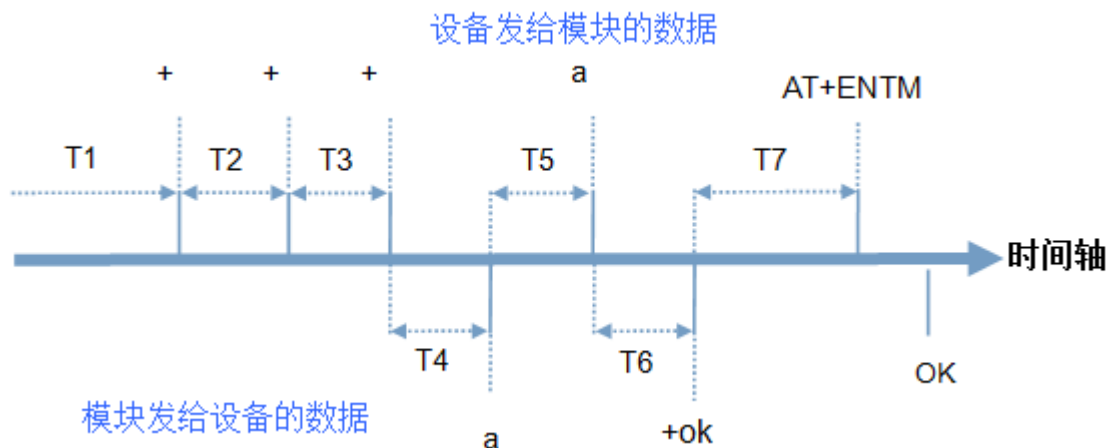 设备发给模块的数据
+ + + a AT+ENTM
T1 T2 T3 T5 T7
时间轴
T4 T6 OK
模块发给设备的数据
a +ok